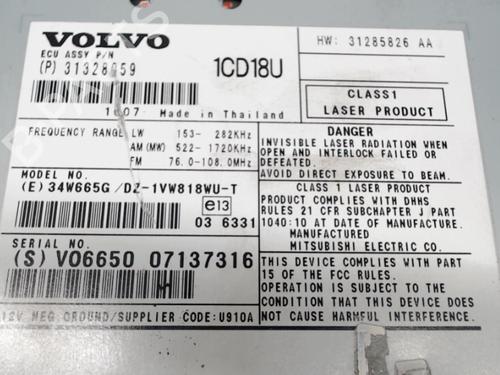 VOLVO
ECU ASSY P/N
(P) 31328059
1CD18U
1607 Made in Thailand
HW: 31285826 AA
CLASS1
LASER PRODUCT
FREQUENCY RANGE LW 153- 282KHz
AM (MW) 522- 1720KHz
FM 76.0-108.0MHz
MODEL NO.
(E) 34W665G /DZ-1VW818WU-T
e13
03 6331
SERIAL NO.
(S) VO6650 07137316
12V NEG GROUND/SUPPLIER CODE:U910A
DANGER
INVISIBLE LASER RADIATION WHEN
OPEN AND INTERLOCK FAILED OR
DEFEATED.
AVOID DIRECT EXPOSURE TO BEAM.
CLASS 1 LASER PRODUCT
PRODUCT COMPLIES WITH DHHS
RULES 21 CFR SUBCHAPTER J PART
1040:10 AT DATE OF MANUFACTURE.
MANUFACTURED
MITSUBISHI ELECTRIC CO.
THIS DEVICE COMPLIES WITH PART
15 OF THE FCC RULES.
OPERATION IS SUBJECT TO THE
CONDITION THAT THIS DEVICE DOES
NOT CAUSE HARMFUL INTERFERENCE.